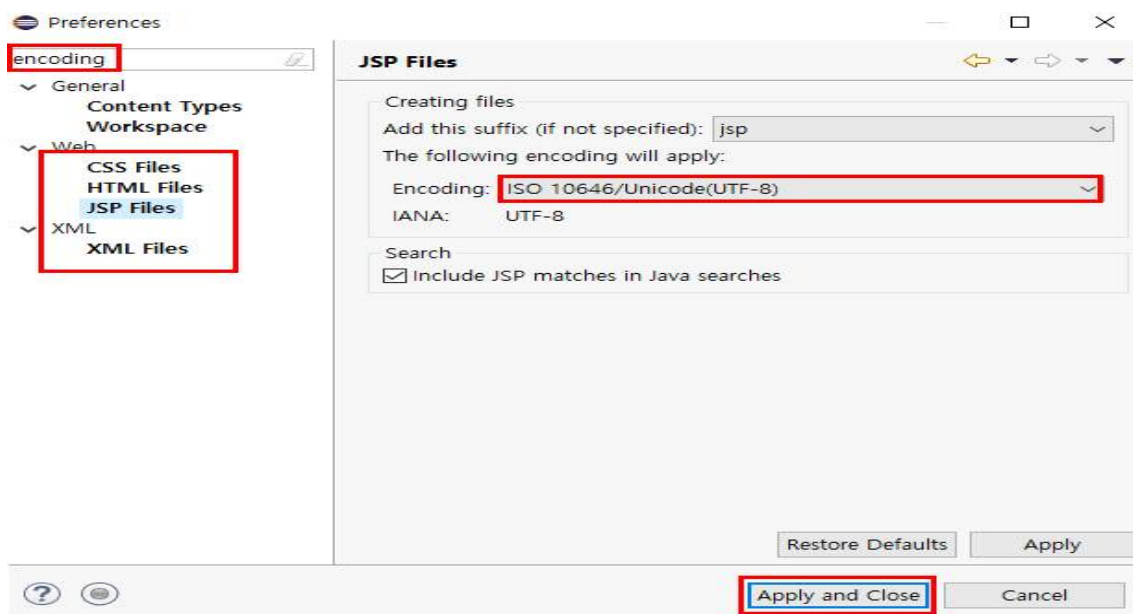 Preferences
encoding
General
Content Types
Workspace
Web
CSS Files
HTML Files
JSP Files
XML
XML Files
JSP Files
Creating files
Add this suffix (if not specified): jsp
The following encoding will apply:
Encoding: ISO 10646/Unicode(UTF-8)
IANA: UTF-8
Search
Include JSP matches in Java searches
Restore Defaults Apply
? Apply and Close Cancel